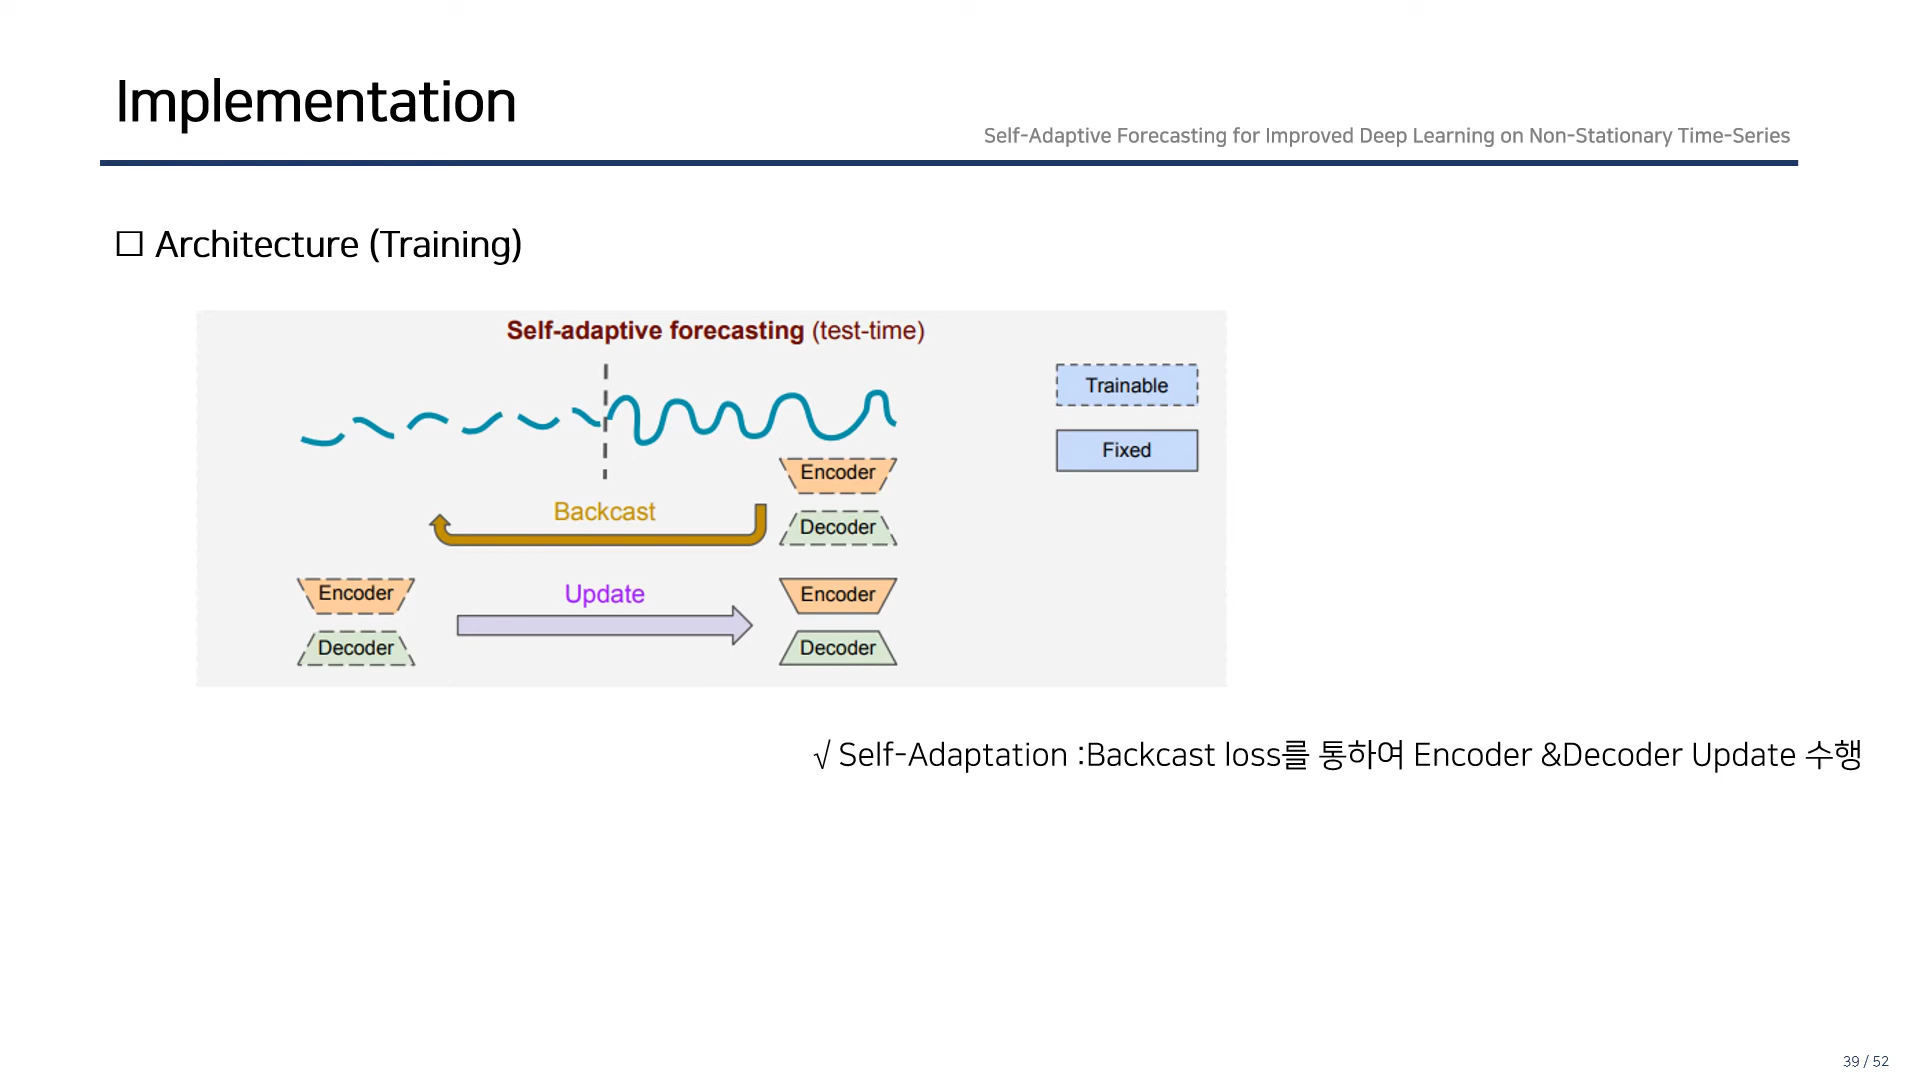 Implementation
Self-Adaptive Forecasting for Improved Deep Learning on Non-Stationary Time-Series
□ Architecture (Training)
Self-adaptive forecasting (test-time)
Trainable
Fixed
Encoder
Backcast
Decoder
Encoder
Update
Encoder
Decoder
Decoder
√ Self-Adaptation :Backcast loss를 통하여 Encoder &Decoder Update 수행
39 / 52